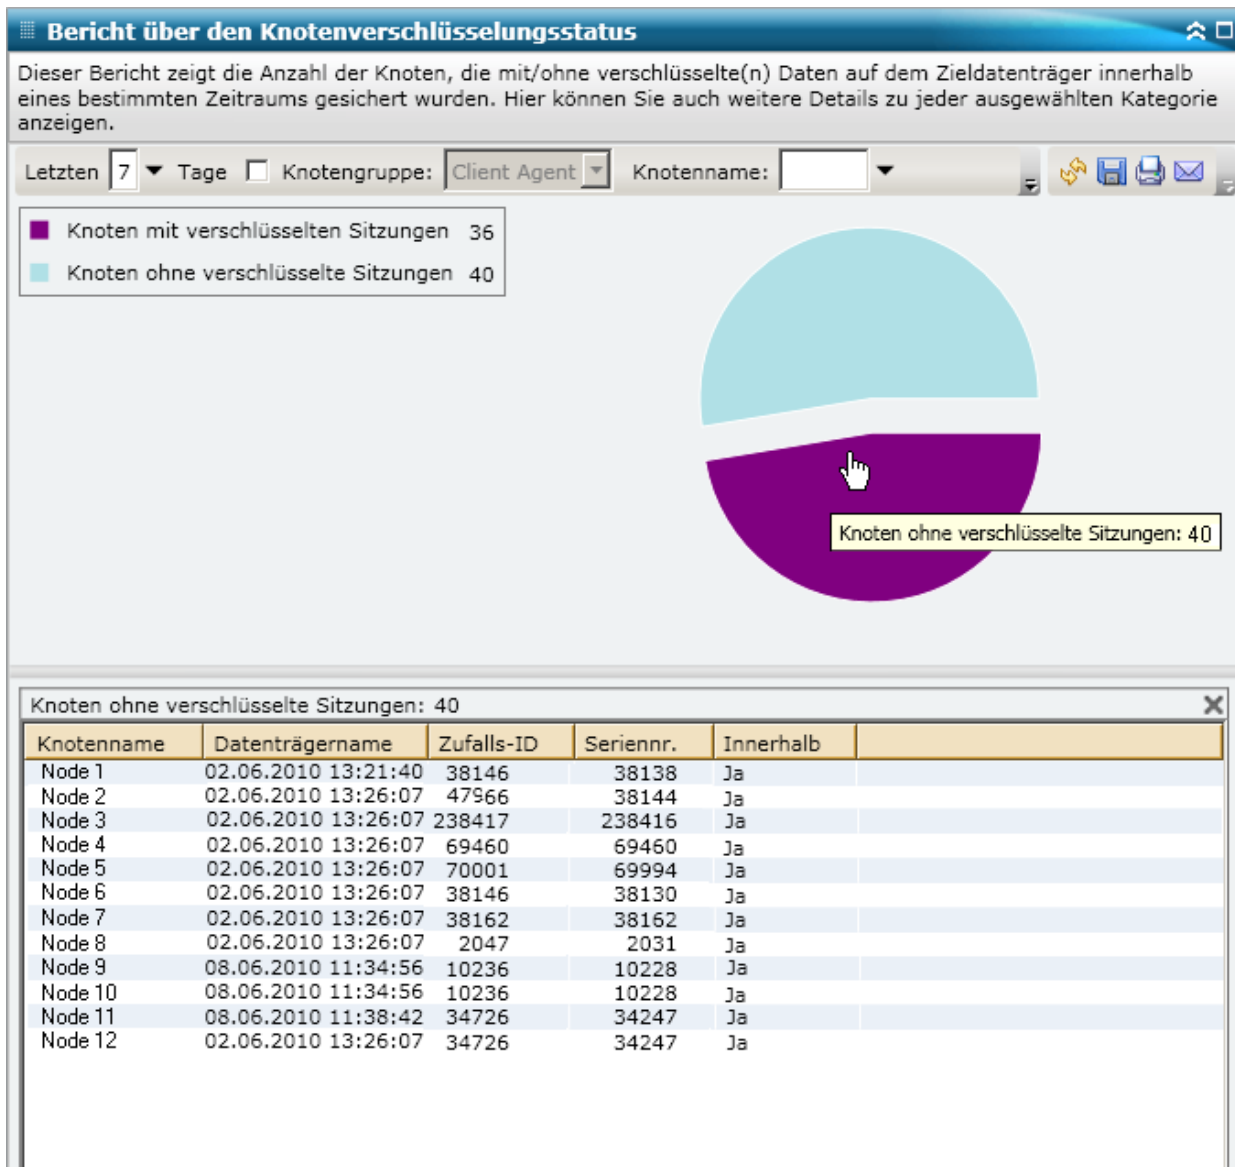 Bericht über den Knotenverschlüsselungsstatus
Dieser Bericht zeigt die Anzahl der Knoten, die mit/ohne verschlüsselte(n) Daten auf dem Zieldatenträger innerhalb
eines bestimmten Zeitraums gesichert wurden. Hier können Sie auch weitere Details zu jeder ausgewählten Kategorie
anzeigen.
Letzten 7 Tage Knotengruppe: Client Agent Knotenname:
Knoten mit verschlüsselten Sitzungen 36
Knoten ohne verschlüsselte Sitzungen 40
Knoten ohne verschlüsselte Sitzungen: 40
Knoten ohne verschlüsselte Sitzungen: 40
Knotenname Datenträgername Zufalls-ID Seriennr. Innerhalb
Node 1 02.06.2010 13:21:40 38146 38138 Ja
Node 2 02.06.2010 13:26:07 47966 38144 Ja
Node 3 02.06.2010 13:26:07 238417 238416 Ja
Node 4 02.06.2010 13:26:07 69460 69460 Ja
Node 5 02.06.2010 13:26:07 70001 69994 Ja
Node 6 02.06.2010 13:26:07 38146 38130 Ja
Node 7 02.06.2010 13:26:07 38162 38162 Ja
Node 8 02.06.2010 13:26:07 2047 2031 Ja
Node 9 08.06.2010 11:34:56 10236 10228 Ja
Node 10 08.06.2010 11:34:56 10236 10228 Ja
Node 11 08.06.2010 11:38:42 34726 34247 Ja
Node 12 02.06.2010 13:26:07 34726 34247 Ja